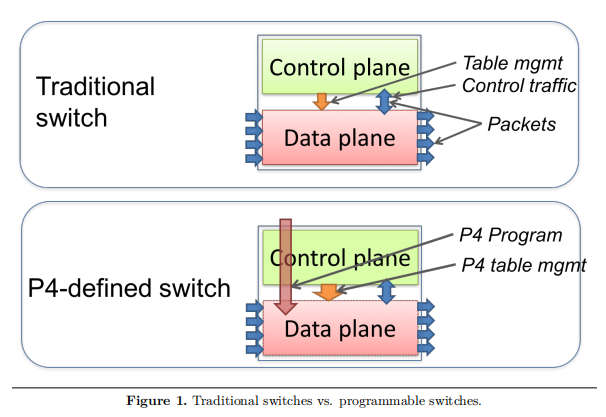 Traditional
switch
Control plane
Data plane
Table mgmt
Control traffic
Packets
P4-defined switch
Control plane
Data plane
P4 Program
P4 table mgmt
Figure 1. Traditional switches vs. programmable switches.